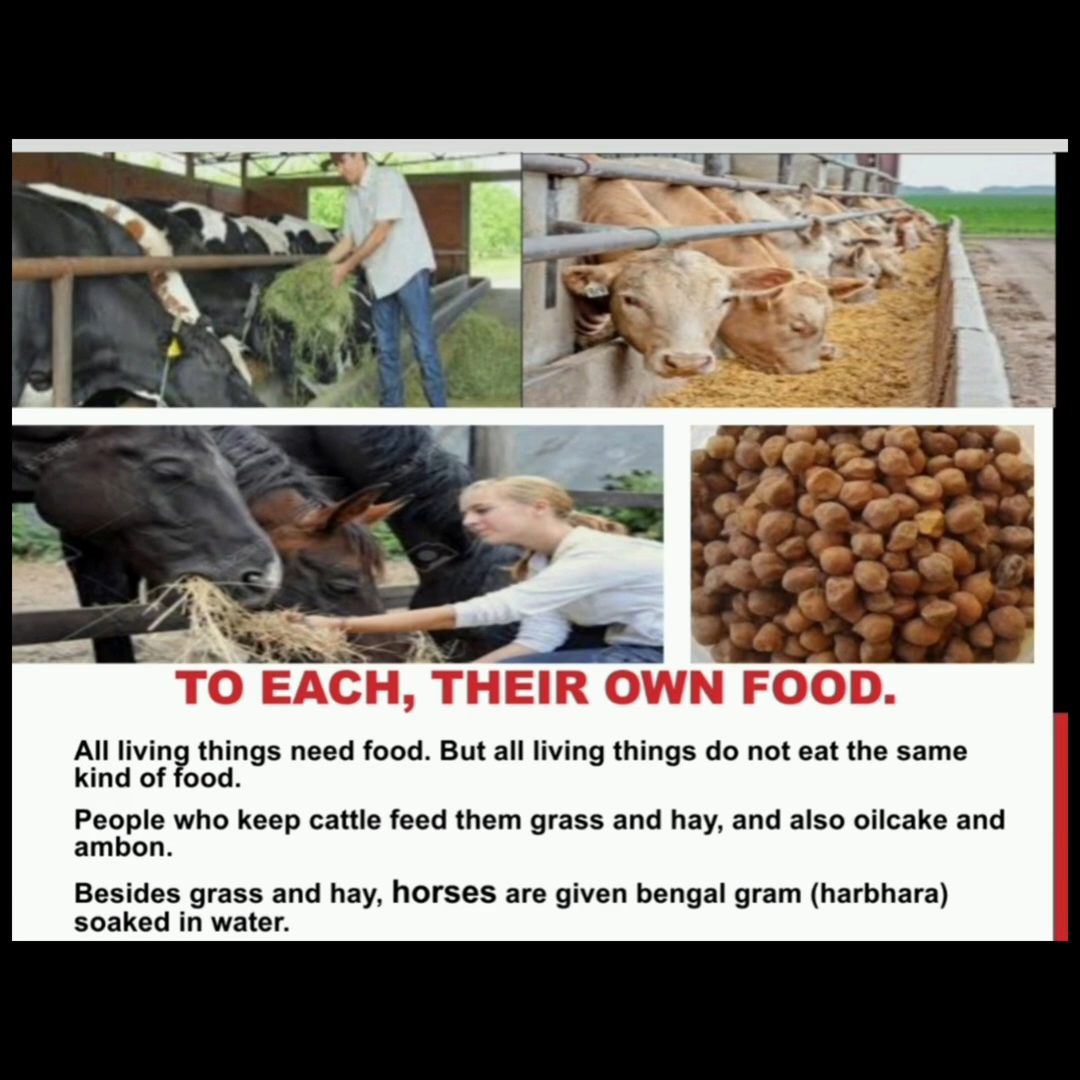 TO EACH, THEIR OWN FOOD.
All living things need food. But all living things do not eat the same
kind of food.
People who keep cattle feed them grass and hay, and also oilcake and
ambon.
Besides grass and hay, horses are given bengal gram (harbhara)
soaked in water.